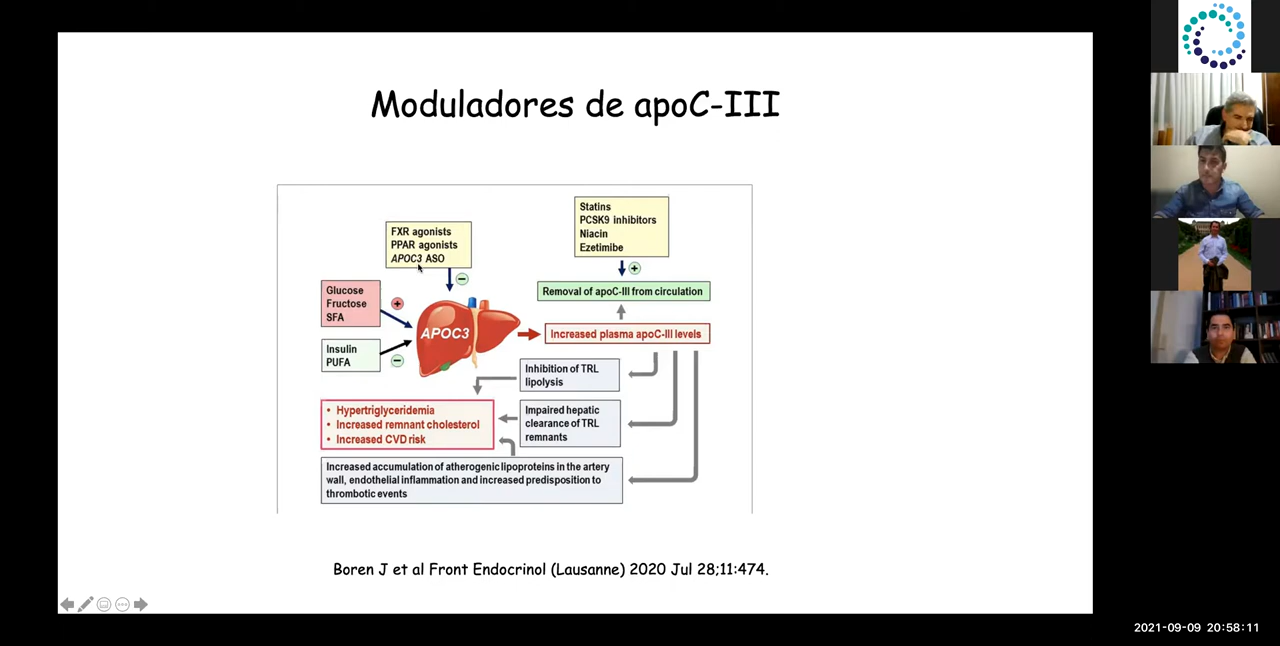 Moduladores de apoC-III
FXR agonists
PPAR agonists
APOC3 ASO
Statins
PCSK9 inhibitors
Niacin
Ezetimibe
−
+
Removal of apoC-III from circulation
Glucose
Fructose
SFA
+
APOC3
Increased plasma apoC-III levels
Insulin
PUFA
−
Inhibition of TRL
lipolysis
• Hypertriglyceridemia
• Increased remnant cholesterol
• Increased CVD risk
Impaired hepatic
clearance of TRL
remnants
Increased accumulation of atherogenic lipoproteins in the artery
wall, endothelial inflammation and increased predisposition to
thrombotic events
Boren J et al Front Endocrinol (Lausanne) 2020 Jul 28;11:474.
2021-09-09 20:58:11